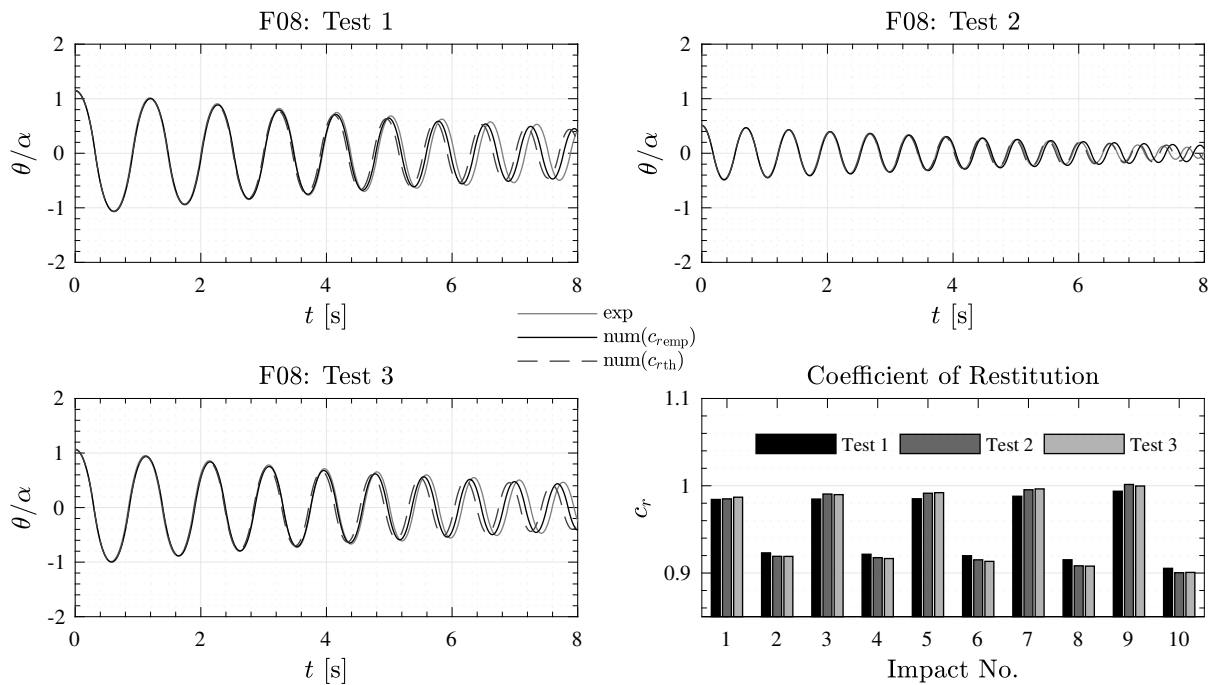 F08: Test 1
2
1
0
-1
-2
θ/α
0
2
4
6
8
t [s]
F08: Test 2
2
1
0
-1
-2
θ/α
0
2
4
6
8
t [s]
exp
num(c_remp)
num(c_rth)
F08: Test 3
2
1
0
-1
-2
θ/α
0
2
4
6
8
t [s]
Coefficient of Restitution
1.1
1
0.9
c_r
Test 1
Test 2
Test 3
1 2 3 4 5 6 7 8 9 10
Impact No.